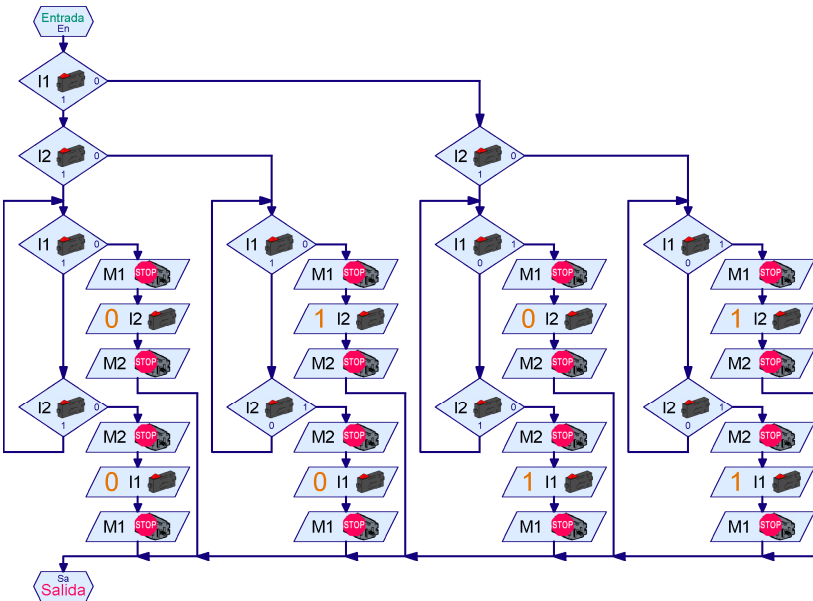 Entrada
En
I1 0
1
I2 0
1
I2 0
1
I1 0
1
I1 0
1
I1 1
0
I1 1
0
M1 STOP
M1 STOP
M1 STOP
M1 STOP
0 I2
1 I2
0 I2
1 I2
M2 STOP
M2 STOP
M2 STOP
M2 STOP
I2 0
1
I2 1
0
I2 0
1
I2 1
0
M2 STOP
M2 STOP
M2 STOP
M2 STOP
0 I1
0 I1
1 I1
1 I1
M1 STOP
M1 STOP
M1 STOP
M1 STOP
Sa
Salida